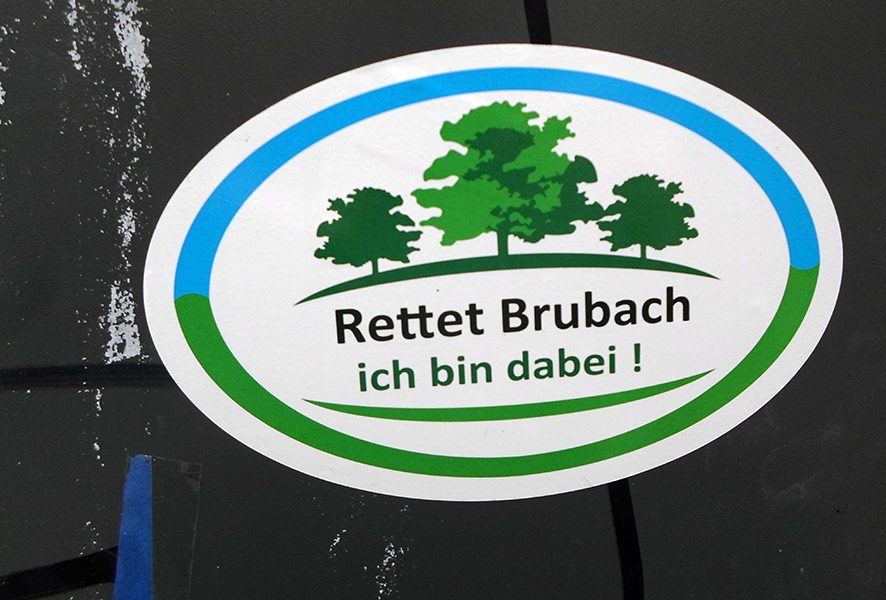 Rettet Brubach
ich bin dabei !